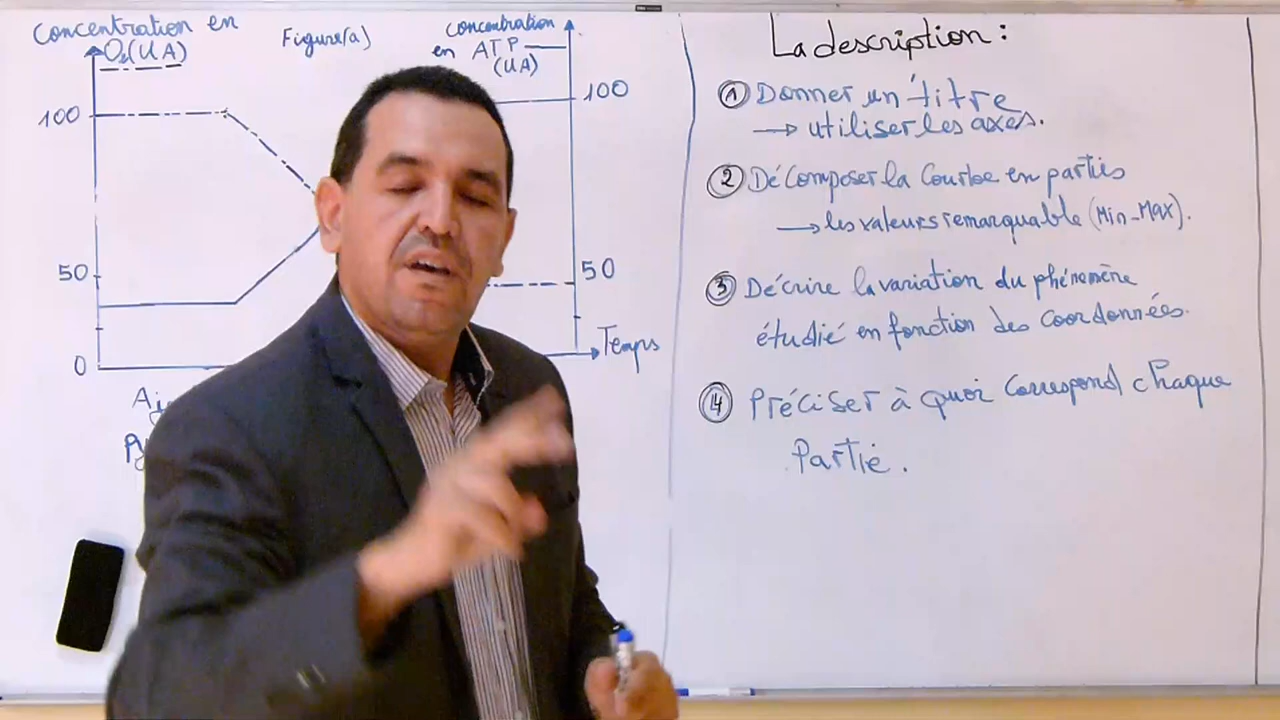 Concentration en
O₂(UA)
Figure(a)
concentration
en ATP
(UA)
100
100
50
50
0
Temps
La description :
① Donner un titre
→ utiliser les axes.
② Décomposer la Courbe en parties
→ les valeurs remarquable (Min-Max).
③ Décrire la variation du phénomène
étudié en fonction des Coordonnées.
④ Préciser à quoi Correspond chaque
Partie.